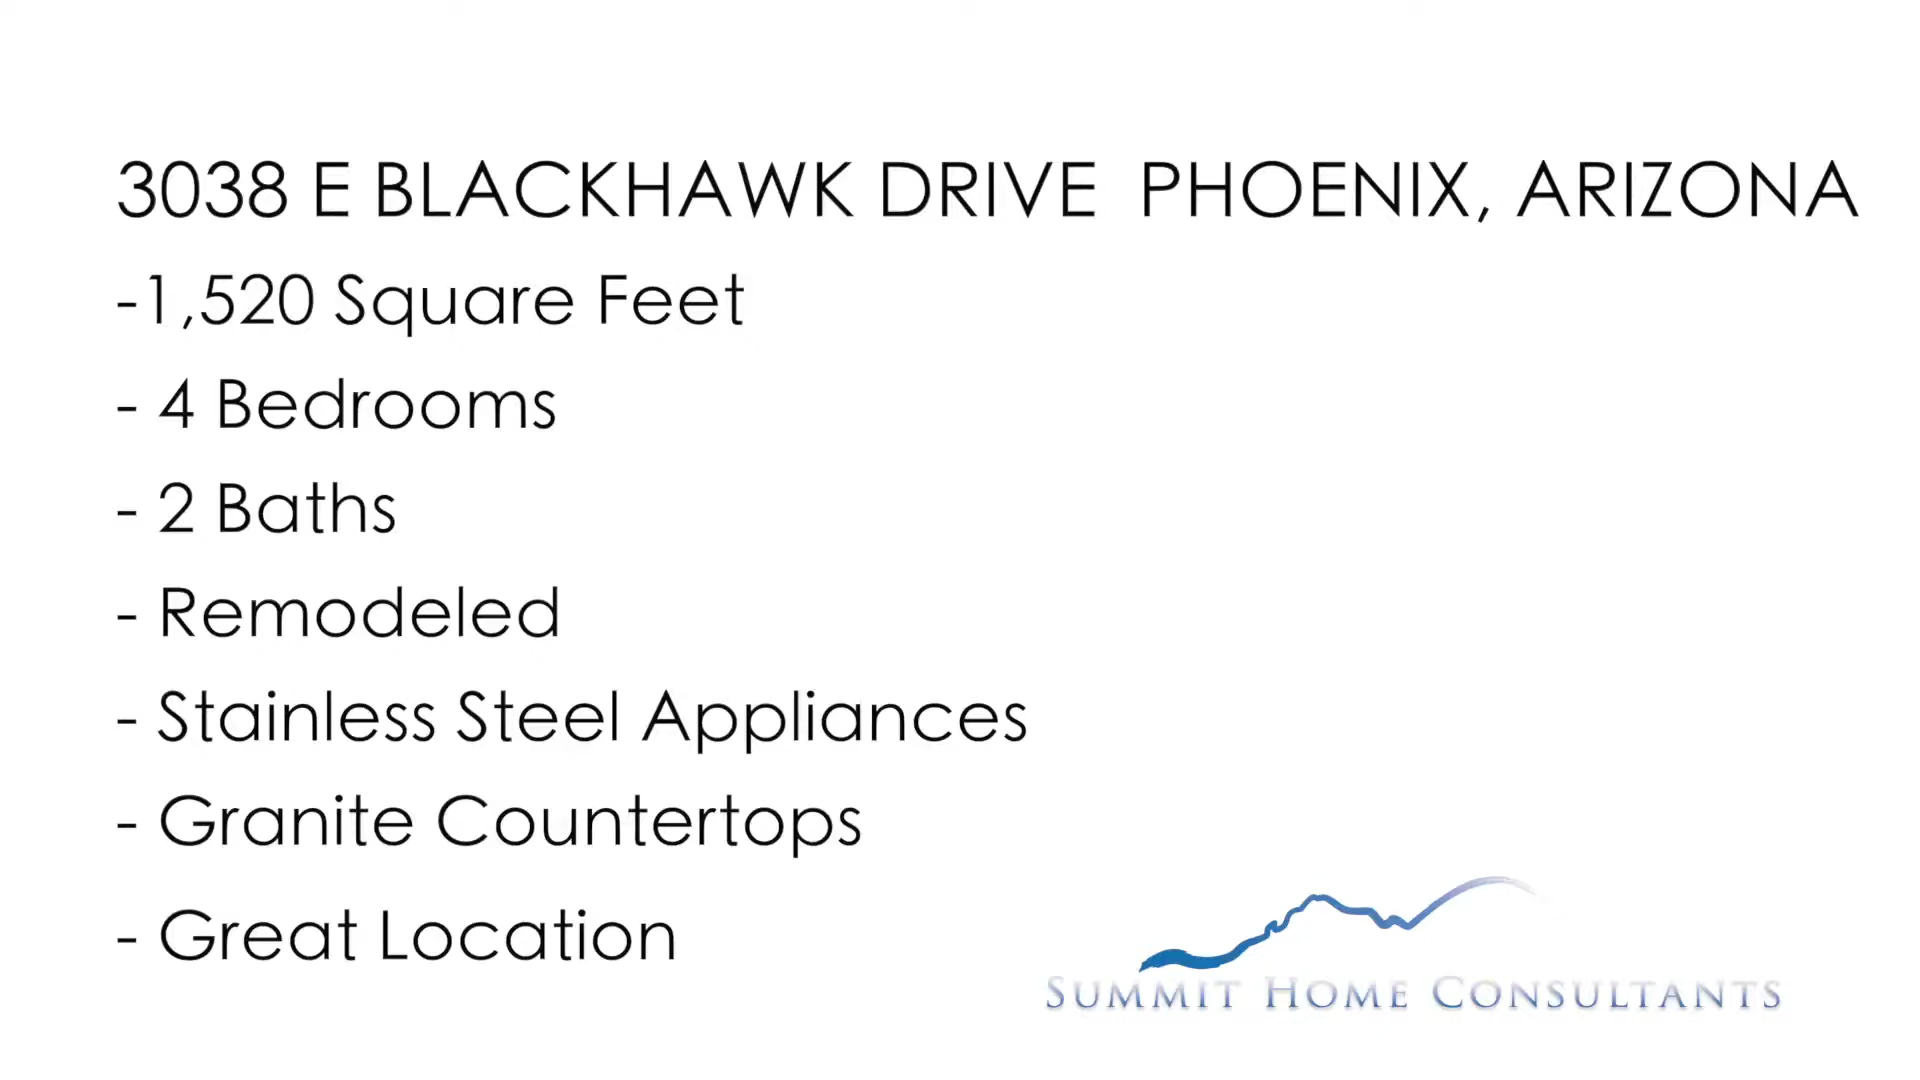 3038 E BLACKHAWK DRIVE  PHOENIX, ARIZONA
-1,520 Square Feet
- 4 Bedrooms
- 2 Baths
- Remodeled
- Stainless Steel Appliances
- Granite Countertops
- Great Location
SUMMIT HOME CONSULTANTS